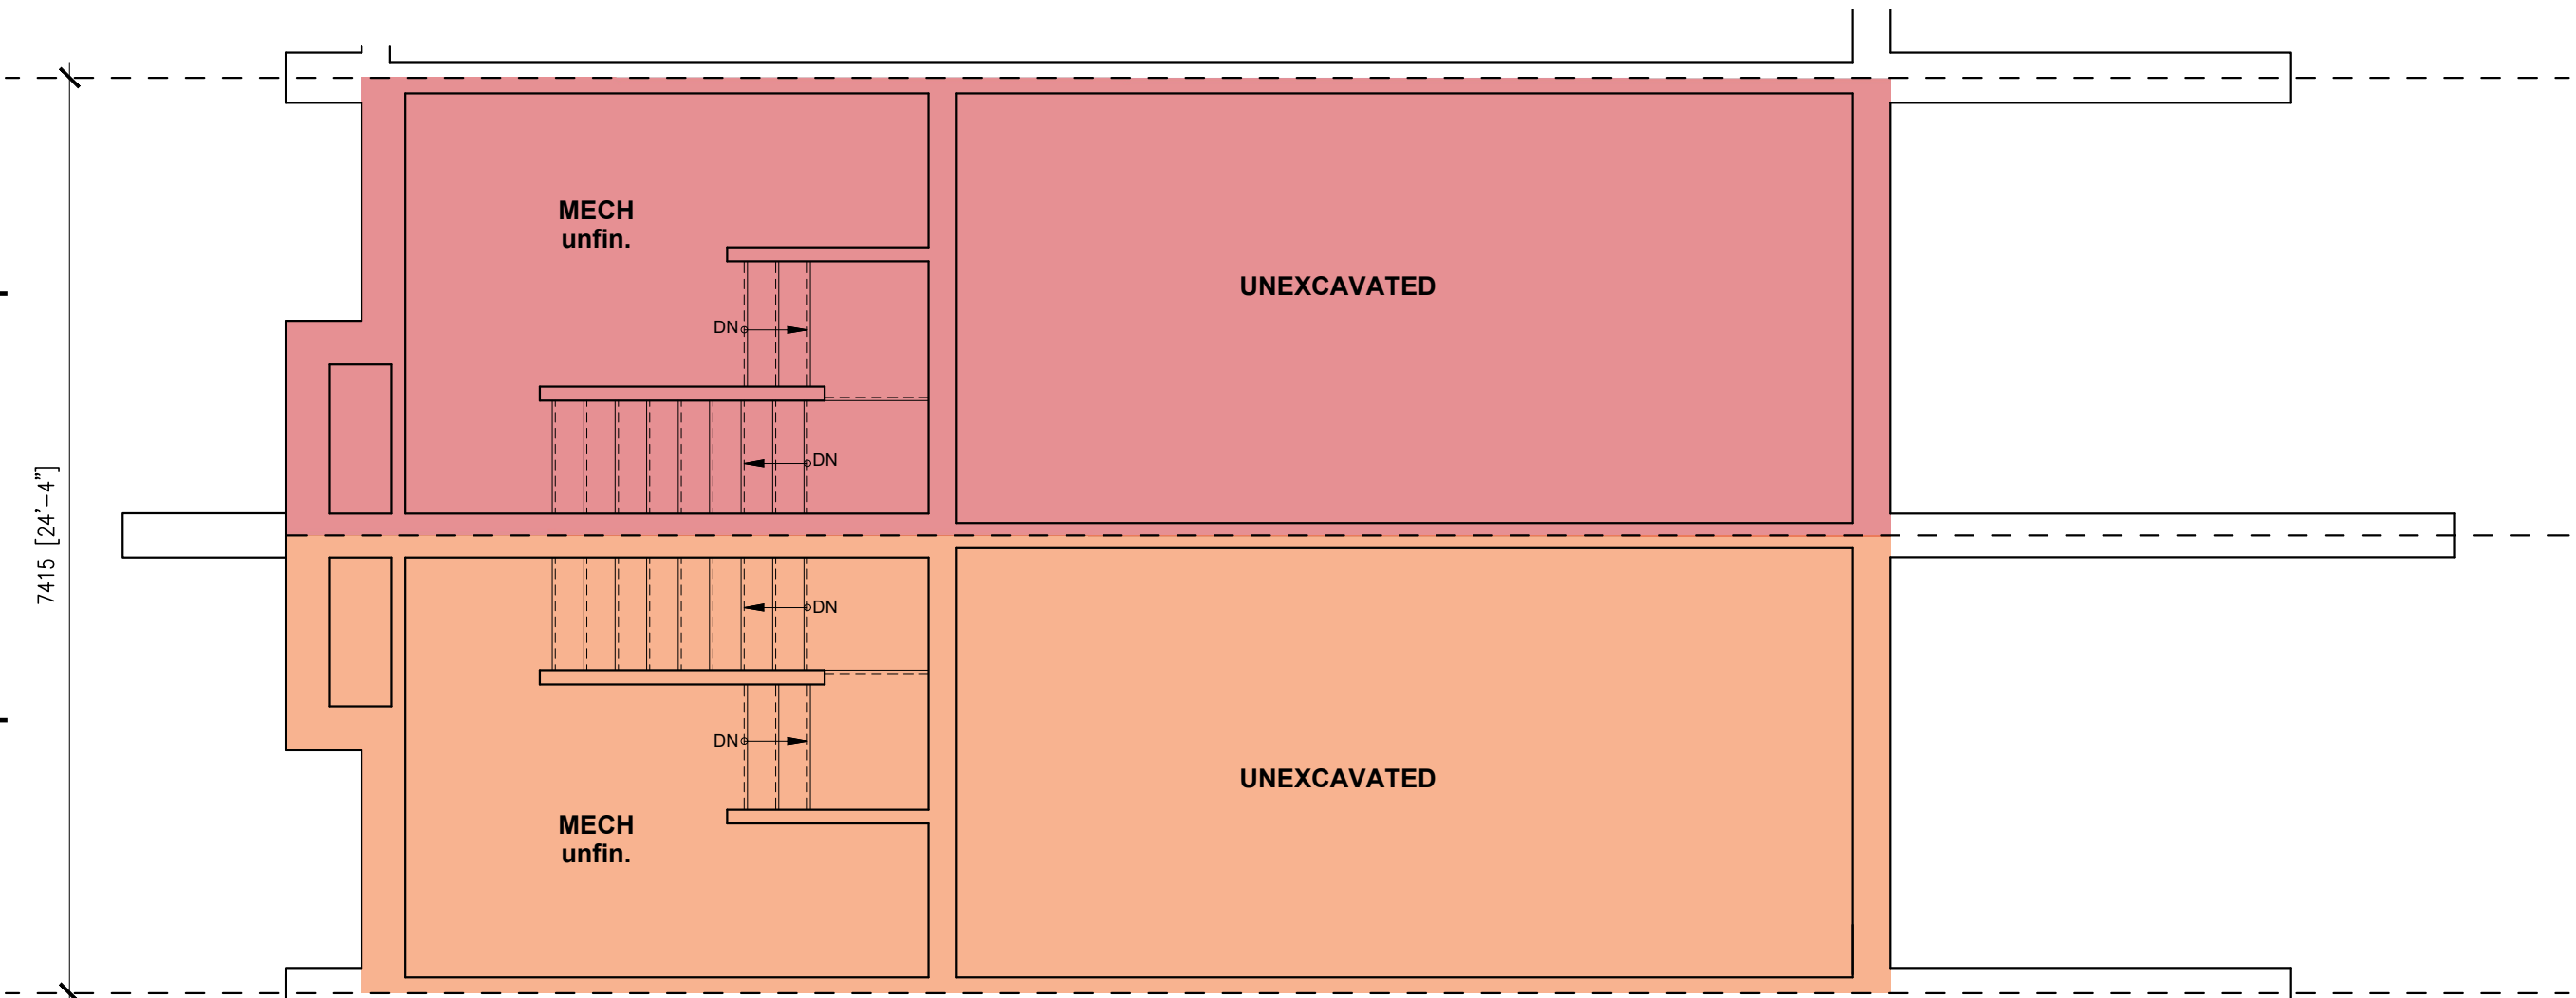 MECH
unfin.
UNEXCAVATED
DN
DN
7415 [24'-4"]
DN
DN
UNEXCAVATED
MECH
unfin.